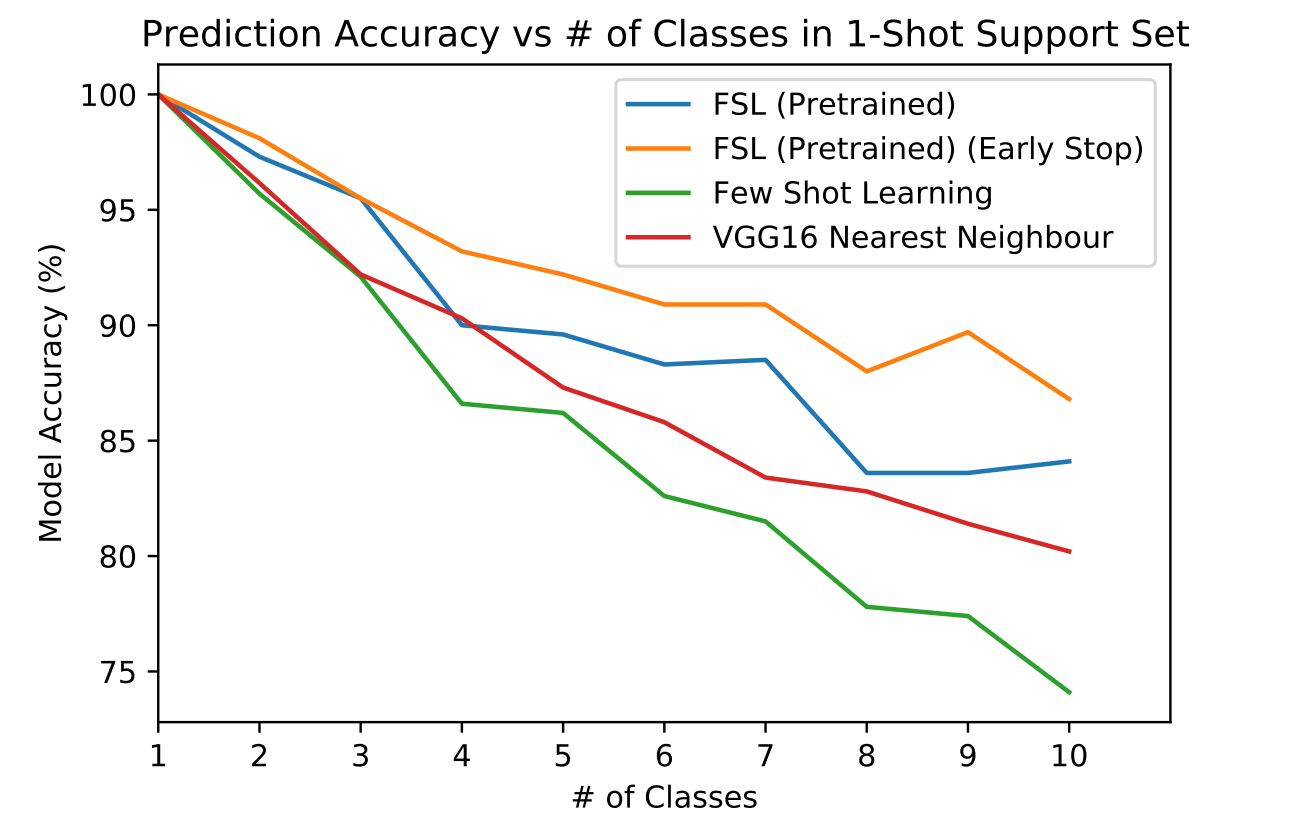 Prediction Accuracy vs # of Classes in 1-Shot Support Set
FSL (Pretrained)
FSL (Pretrained) (Early Stop)
Few Shot Learning
VGG16 Nearest Neighbour
Model Accuracy (%)
100
95
90
85
80
75
1 2 3 4 5 6 7 8 9 10
# of Classes